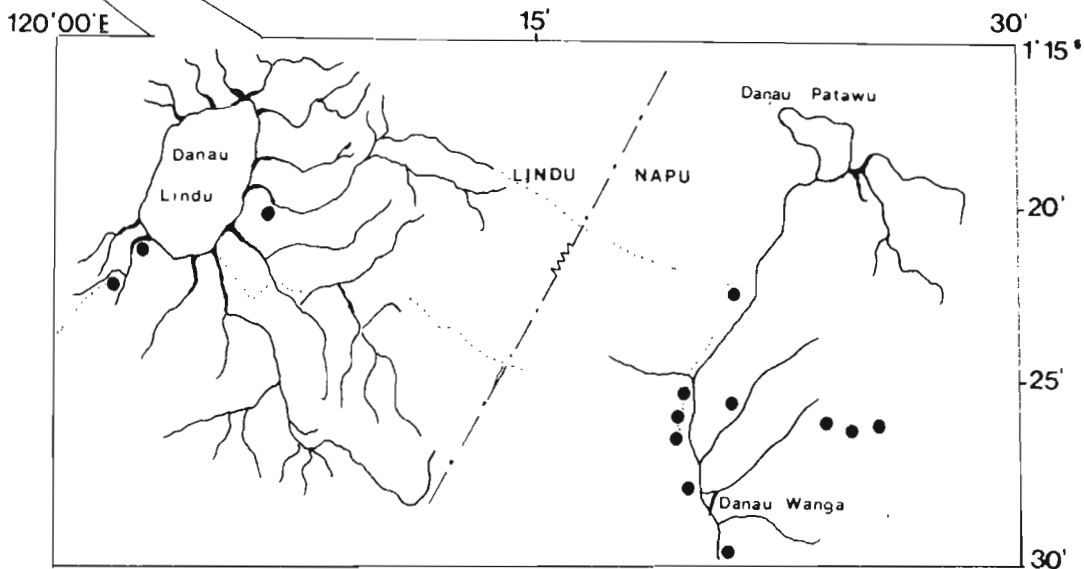 120°00'E 15' 30'
1°15'S
Danau Patawu
Danau
Lindu
LINDU NAPU
20'
25'
Danau Wanga
30'